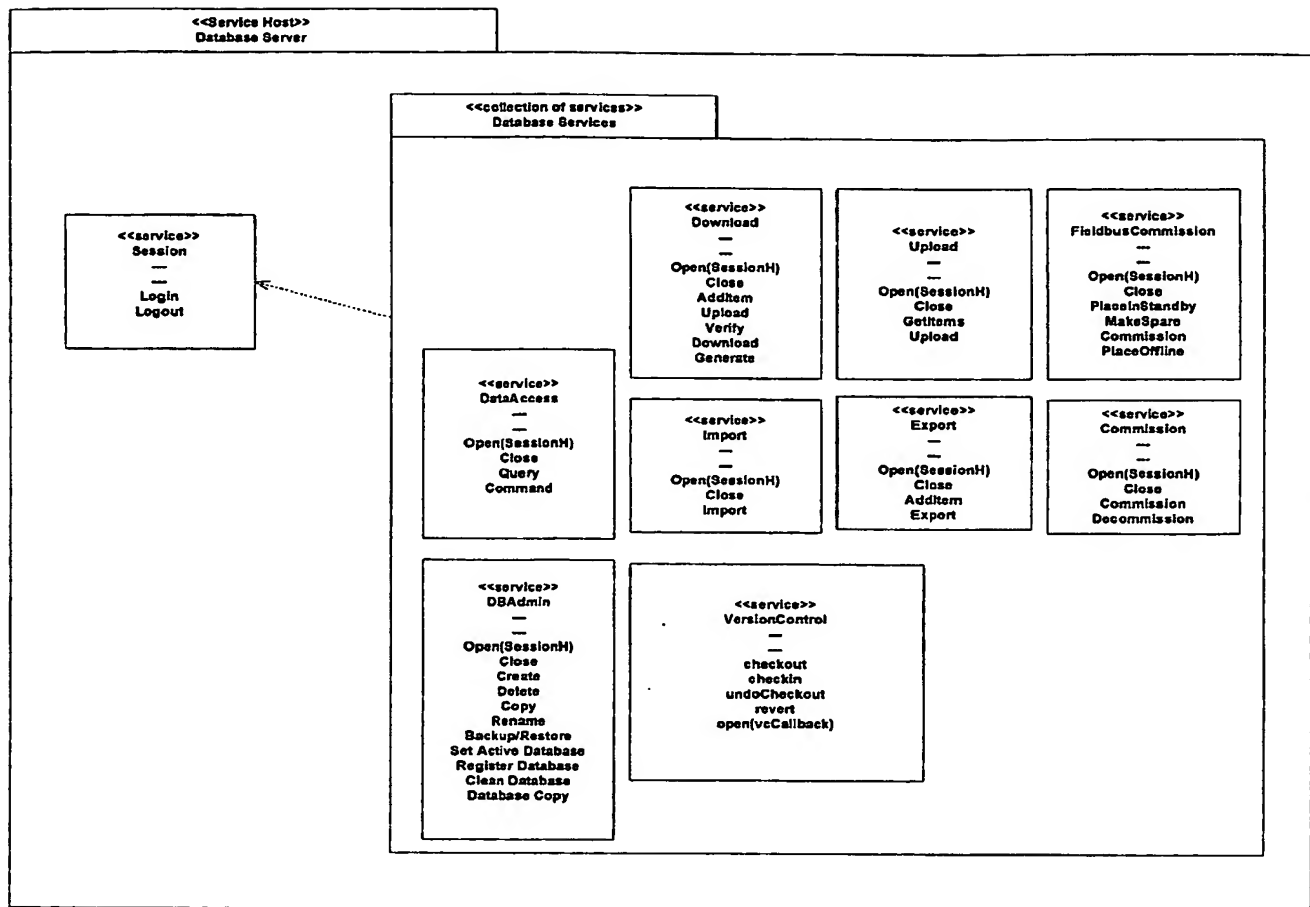 <<Service Host>>
Database Server
<<collection of services>>
Database Services
<<service>>
Session
—
—
Login
Logout
<<service>>
Download
—
—
Open(SessionH)
Close
AddItem
Upload
Verify
Download
Generate
<<service>>
Upload
—
—
Open(SessionH)
Close
GetItems
Upload
<<service>>
FieldbusCommission
—
—
Open(SessionH)
Close
PlaceInStandby
MakeSpare
Commission
PlaceOffline
<<service>>
DataAccess
—
—
Open(SessionH)
Close
Query
Command
<<service>>
Import
—
—
Open(SessionH)
Close
Import
<<service>>
Export
—
—
Open(SessionH)
Close
AddItem
Export
<<service>>
Commission
—
—
Open(SessionH)
Close
Commission
Decommission
<<service>>
DBAdmin
—
—
Open(SessionH)
Close
Create
Delete
Copy
Rename
Backup/Restore
Set Active Database
Register Database
Clean Database
Database Copy
<<service>>
VersionControl
—
—
checkout
checkin
undoCheckout
revert
open(vcCallback)